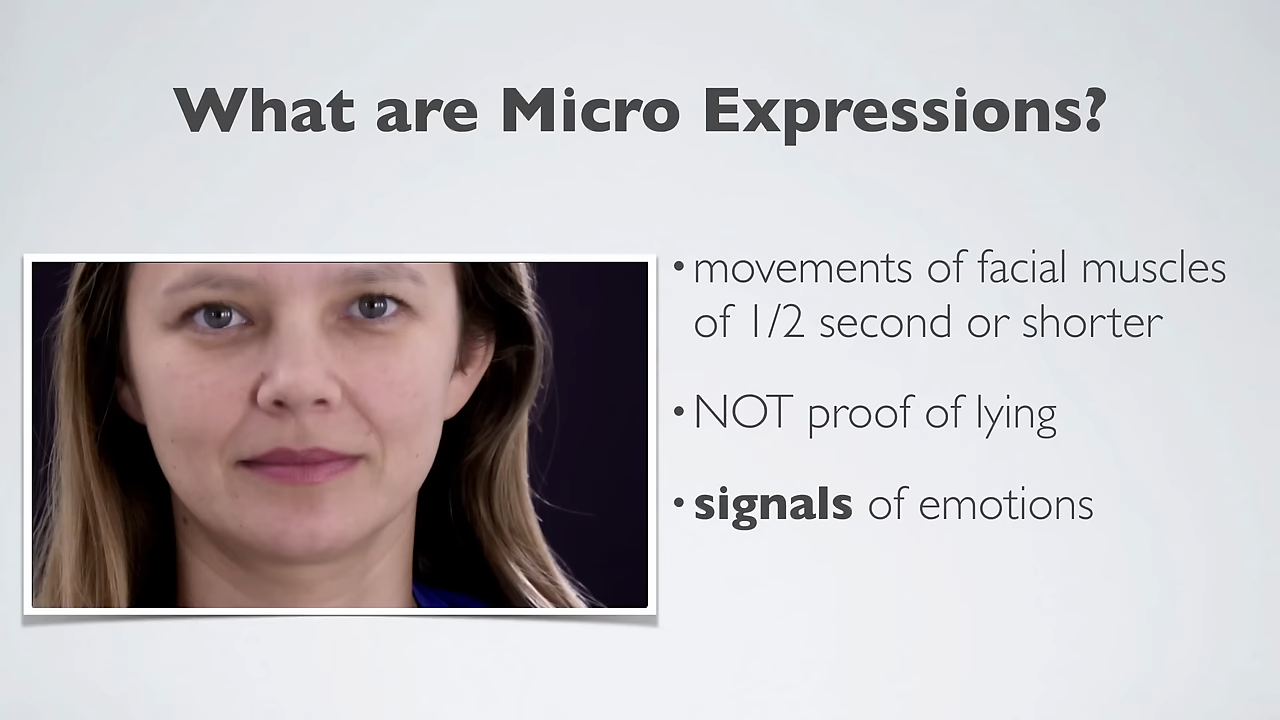 What are Micro Expressions?
•movements of facial muscles
of 1/2 second or shorter
•NOT proof of lying
•signals of emotions